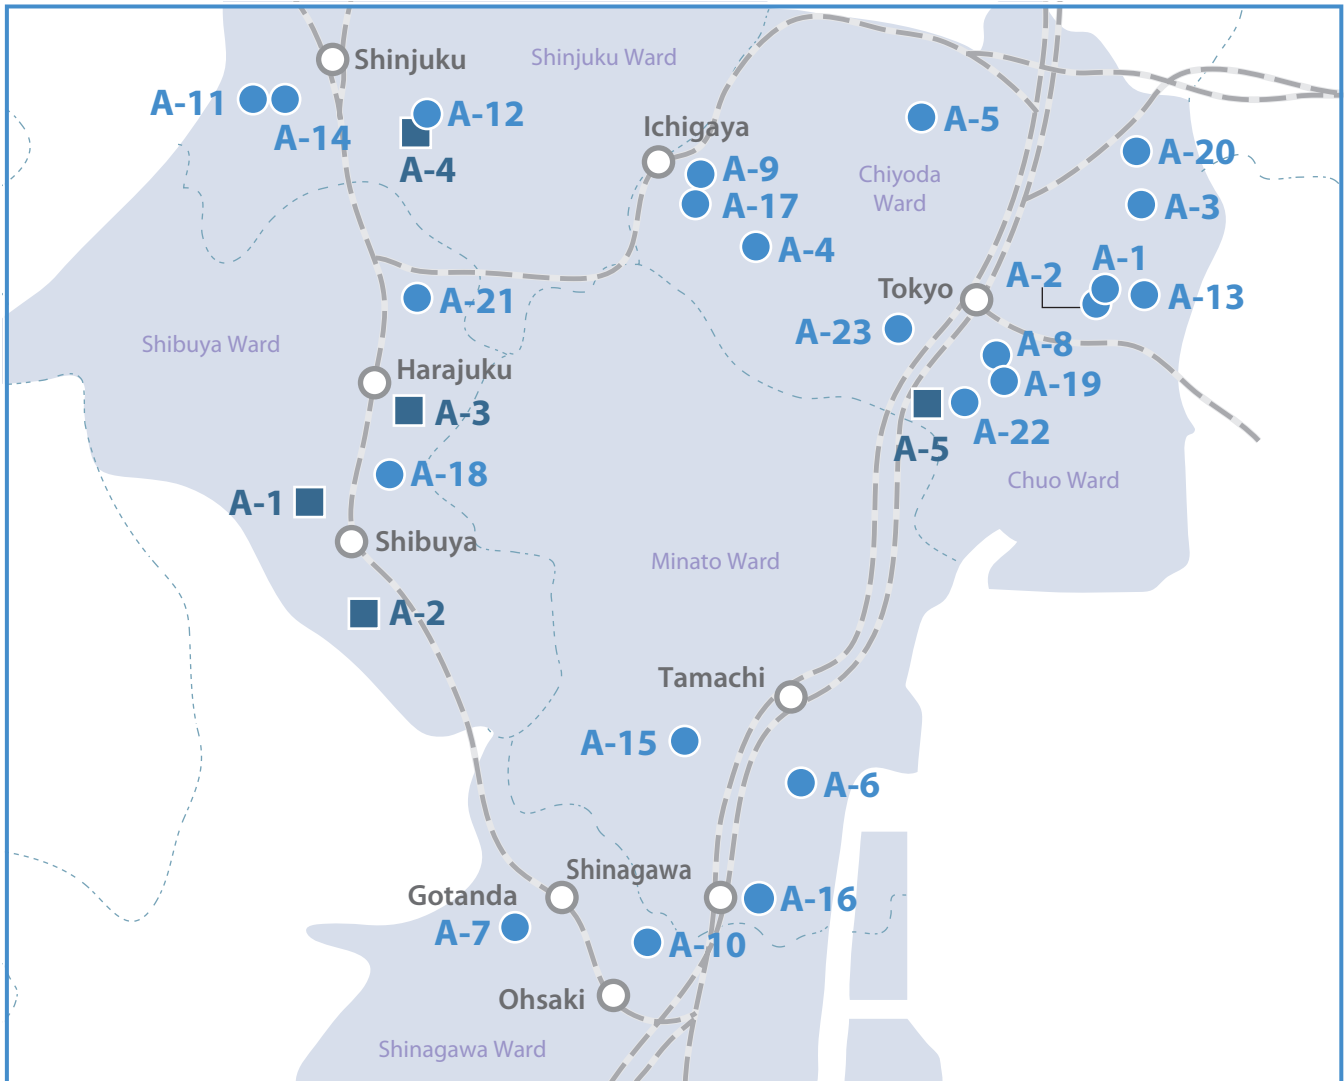 Shinjuku
Shinjuku Ward
A-11
A-14
A-12
A-4
Ichigaya
A-5
A-9
A-17
Chiyoda
Ward
A-20
A-3
A-4
A-1
A-2
A-13
Tokyo
A-21
A-23
Shibuya Ward
A-8
Harajuku
A-19
A-3
A-22
A-5
A-18
Chuo Ward
A-1
Shibuya
Minato Ward
A-2
Tamachi
A-15
A-6
Shinagawa
Gotanda
A-16
A-7
A-10
Ohsaki
Shinagawa Ward